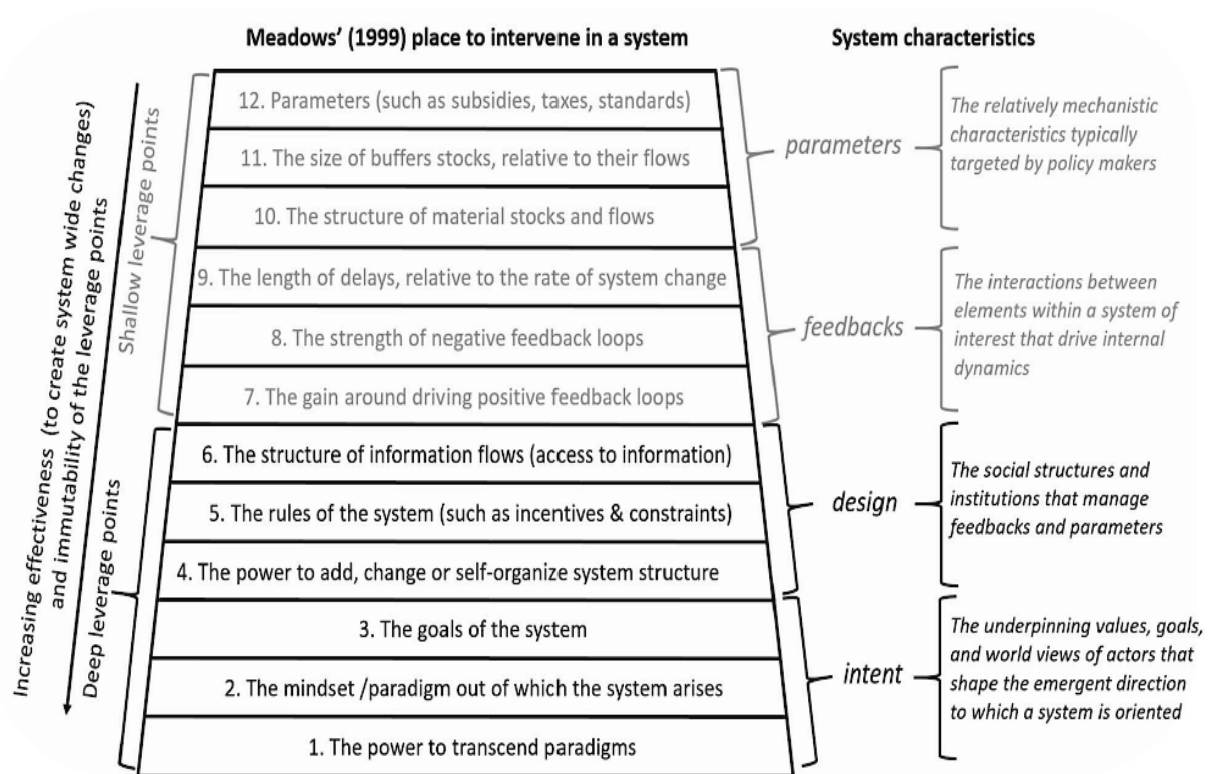 Meadows' (1999) place to intervene in a system
System characteristics
Increasing effectiveness (to create system wide changes)
and immutability of the leverage points
Shallow leverage points
Deep leverage points
12. Parameters (such as subsidies, taxes, standards)
11. The size of buffers stocks, relative to their flows
10. The structure of material stocks and flows
9. The length of delays, relative to the rate of system change
8. The strength of negative feedback loops
7. The gain around driving positive feedback loops
6. The structure of information flows (access to information)
5. The rules of the system (such as incentives & constraints)
4. The power to add, change or self-organize system structure
3. The goals of the system
2. The mindset /paradigm out of which the system arises
1. The power to transcend paradigms
parameters
The relatively mechanistic
characteristics typically
targeted by policy makers
feedbacks
The interactions between
elements within a system of
interest that drive internal
dynamics
design
The social structures and
institutions that manage
feedbacks and parameters
intent
The underpinning values, goals,
and world views of actors that
shape the emergent direction
to which a system is oriented